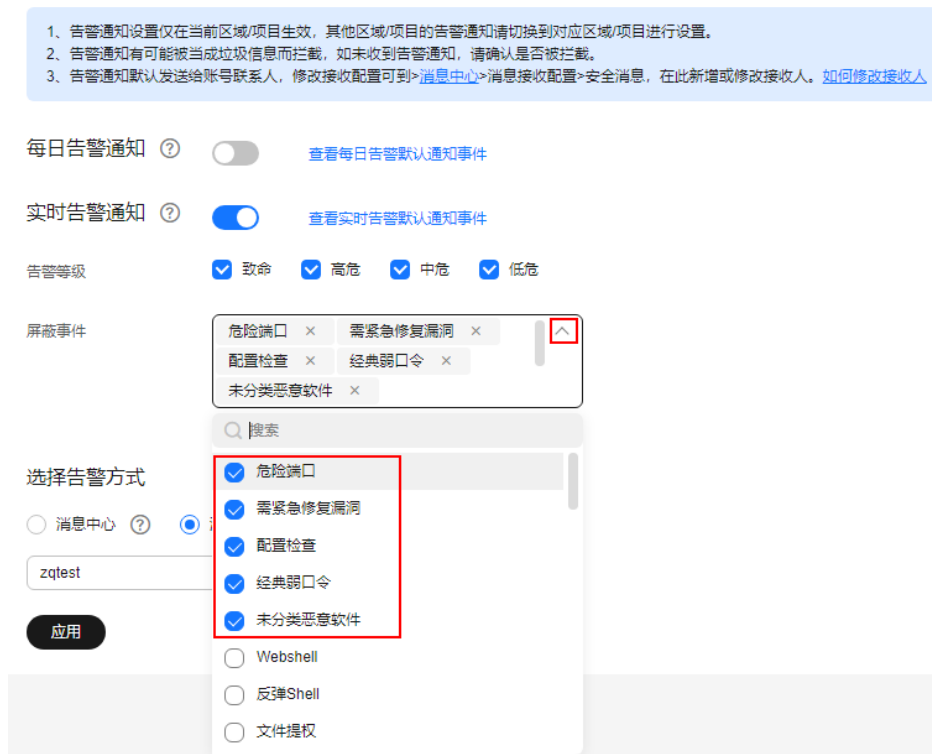 1、告警通知设置仅在当前区域/项目生效，其他区域/项目的告警通知请切换到对应区域/项目进行设置。
2、告警通知有可能被当成垃圾信息而拦截，如未收到告警通知，请确认是否被拦截。
3、告警通知默认发送给账号联系人，修改接收配置可到>消息中心>消息接收配置>安全消息，在此新增或修改接收人。如何修改接收人
每日告警通知 ? 查看每日告警默认通知事件
实时告警通知 ? 查看实时告警默认通知事件
告警等级 致命 高危 中危 低危
屏蔽事件 危险端口 × 需紧急修复漏洞 ×
配置检查 × 经典弱口令 ×
未分类恶意软件 ×
搜索
选择告警方式
消息中心 ?
zqtest
应用
危险端口
需紧急修复漏洞
配置检查
经典弱口令
未分类恶意软件
Webshell
反弹Shell
文件提权